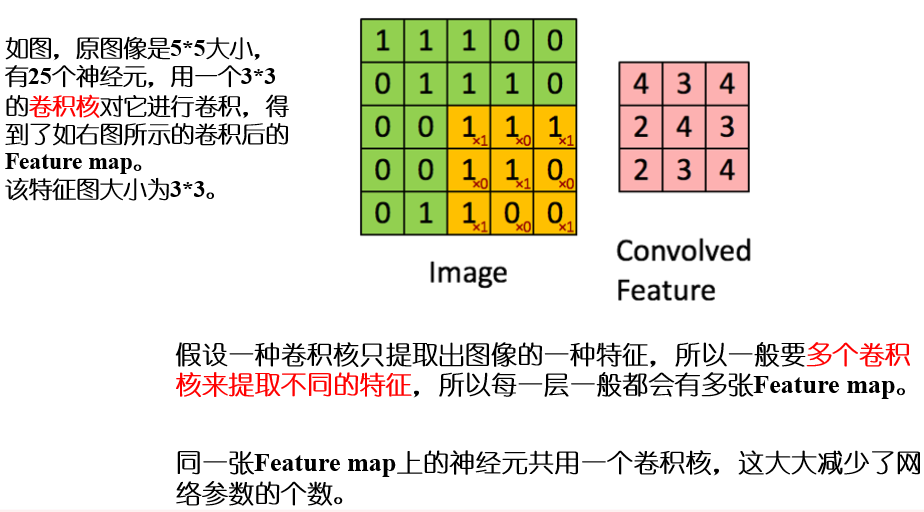 如图，原图像是5*5大小，
有25个神经元，用一个3*3
的卷积核对它进行卷积，得
到了如右图所示的卷积后的
Feature map。
该特征图大小为3*3。
1 1 1 0 0
0 1 1 1 0
0 0 1×1 1×0 1×1
0 0 1×0 1×1 0×0
0 1 1×1 0×0 0×1
Image
4 3 4
2 4 3
2 3 4
Convolved
Feature
假设一种卷积核只提取出图像的一种特征，所以一般要多个卷积
核来提取不同的特征，所以每一层一般都会有多张Feature map。
同一张Feature map上的神经元共用一个卷积核，这大大减少了网
络参数的个数。